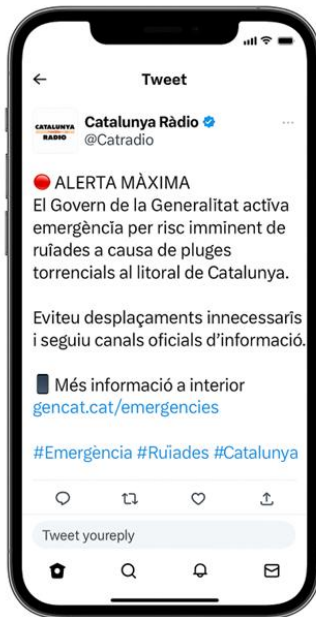 Tweet
CATALUNYA
RÀDIO
Catalunya Ràdio
@Catradio
🔴 ALERTA MÀXIMA
El Govern de la Generalitat activa
emergència per risc imminent de
ruïades a causa de pluges
torrencials al litoral de Catalunya.
Eviteu desplaçaments innecessaris
i seguiu canals oficials d’informació.
Més informació a interior
gencat.cat/emergencies
#Emergència #Ruïades #Catalunya
Tweet youreply